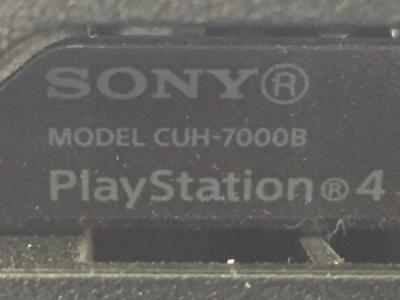 SONY®
MODEL CUH-7000B
PlayStation®4